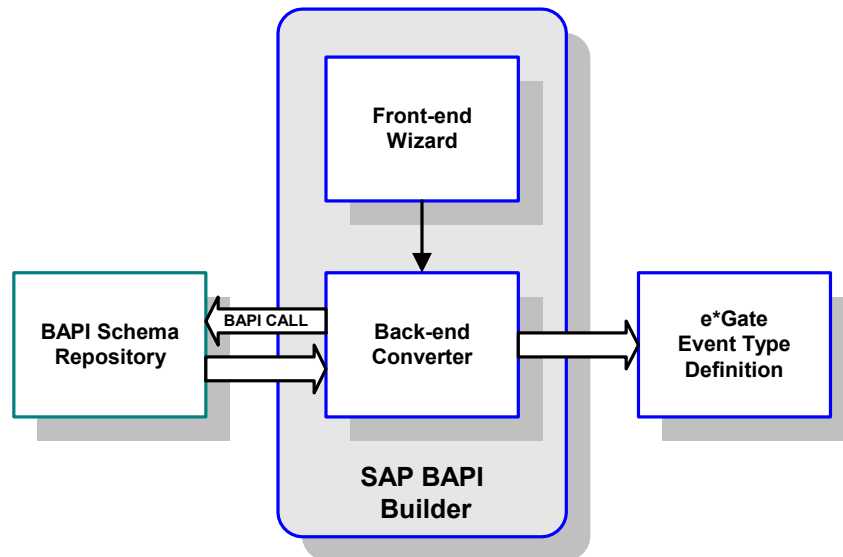 Front-end
Wizard
BAPI Schema
Repository
BAPI CALL
Back-end
Converter
e*Gate
Event Type
Definition
SAP BAPI
Builder